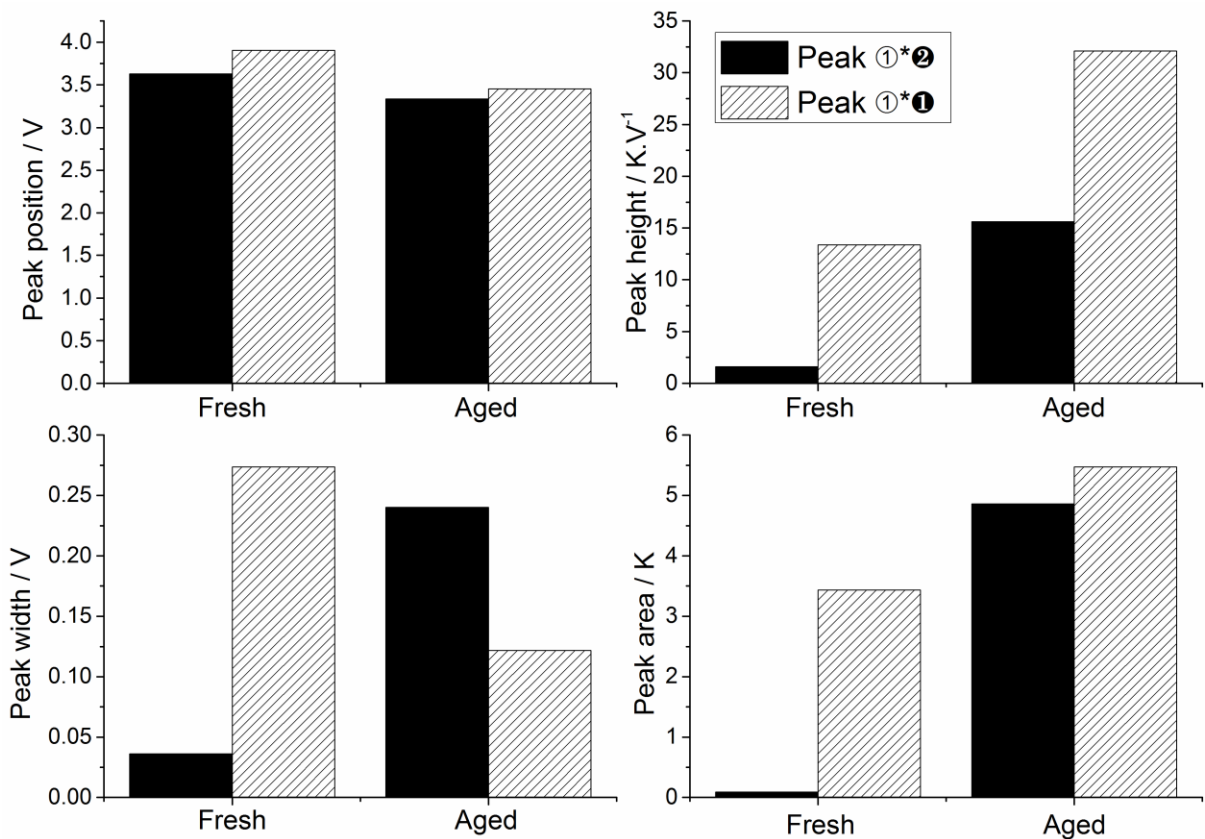 4.0
3.5
3.0
2.5
2.0
1.5
1.0
0.5
0.0
Peak position / V
Fresh
Aged
35
30
25
20
15
10
5
0
Peak height / K.V⁻¹
Peak ①*❷
Peak ①*❶
Fresh
Aged
0.30
0.25
0.20
0.15
0.10
0.05
0.00
Peak width / V
Fresh
Aged
6
5
4
3
2
1
0
Peak area / K
Fresh
Aged